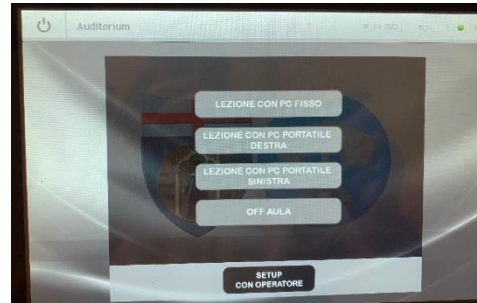 Auditorium
LEZIONE CON PC FISSO
LEZIONE CON PC PORTATILE
DESTRA
LEZIONE CON PC PORTATILE
SINISTRA
OFF AULA
SETUP
CON OPERATORE